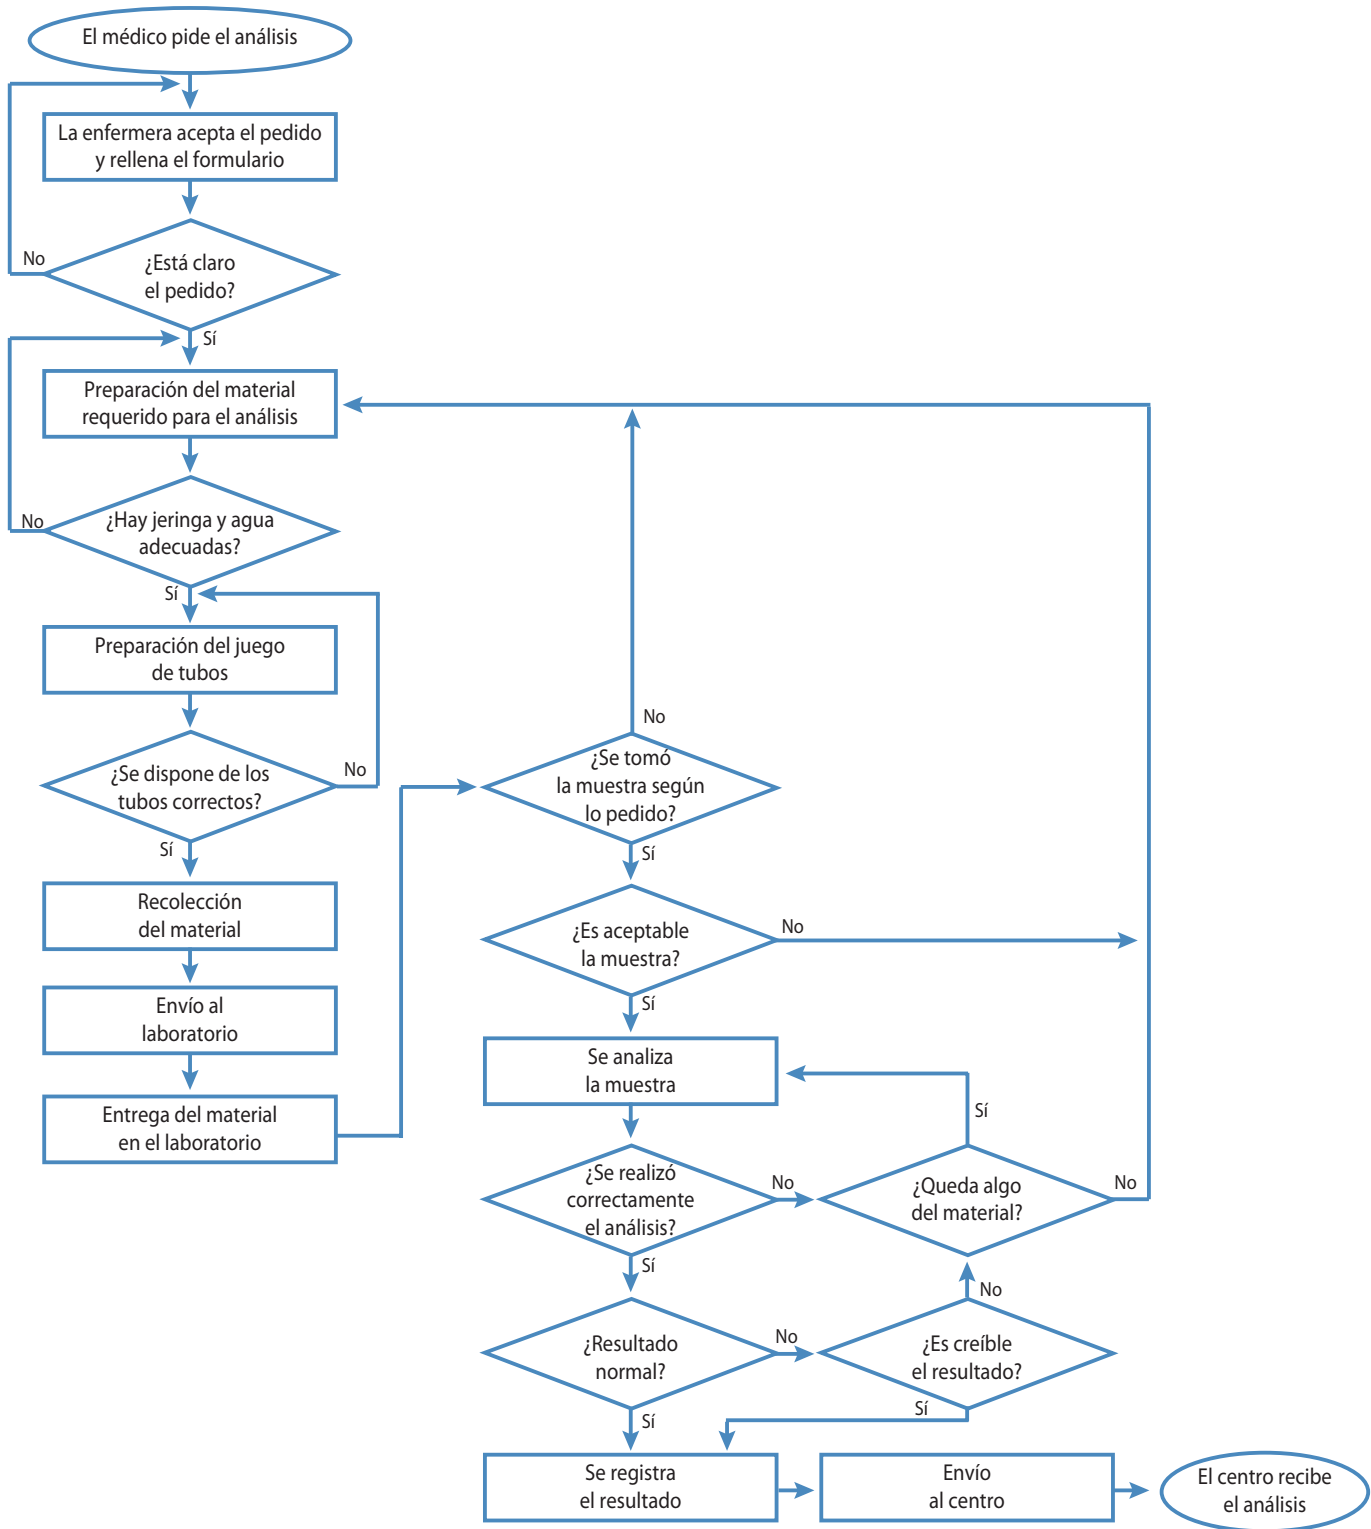 El médico pide el análisis
La enfermera acepta el pedido
y rellena el formulario
No
¿Está claro
el pedido?
Sí
Preparación del material
requerido para el análisis
No
¿Hay jeringa y agua
adecuadas?
Sí
Preparación del juego
de tubos
¿Se dispone de los
tubos correctos?
No
Sí
Recolección
del material
Envío al
laboratorio
Entrega del material
en el laboratorio
No
¿Se tomó
la muestra según
lo pedido?
Sí
¿Es aceptable
la muestra?
No
Sí
Se analiza
la muestra
Sí
¿Se realizó
correctamente
el análisis?
No
¿Queda algo
del material?
No
Sí
No
¿Resultado
normal?
No
¿Es creíble
el resultado?
Sí
Sí
Se registra
el resultado
Envío
al centro
El centro recibe
el análisis